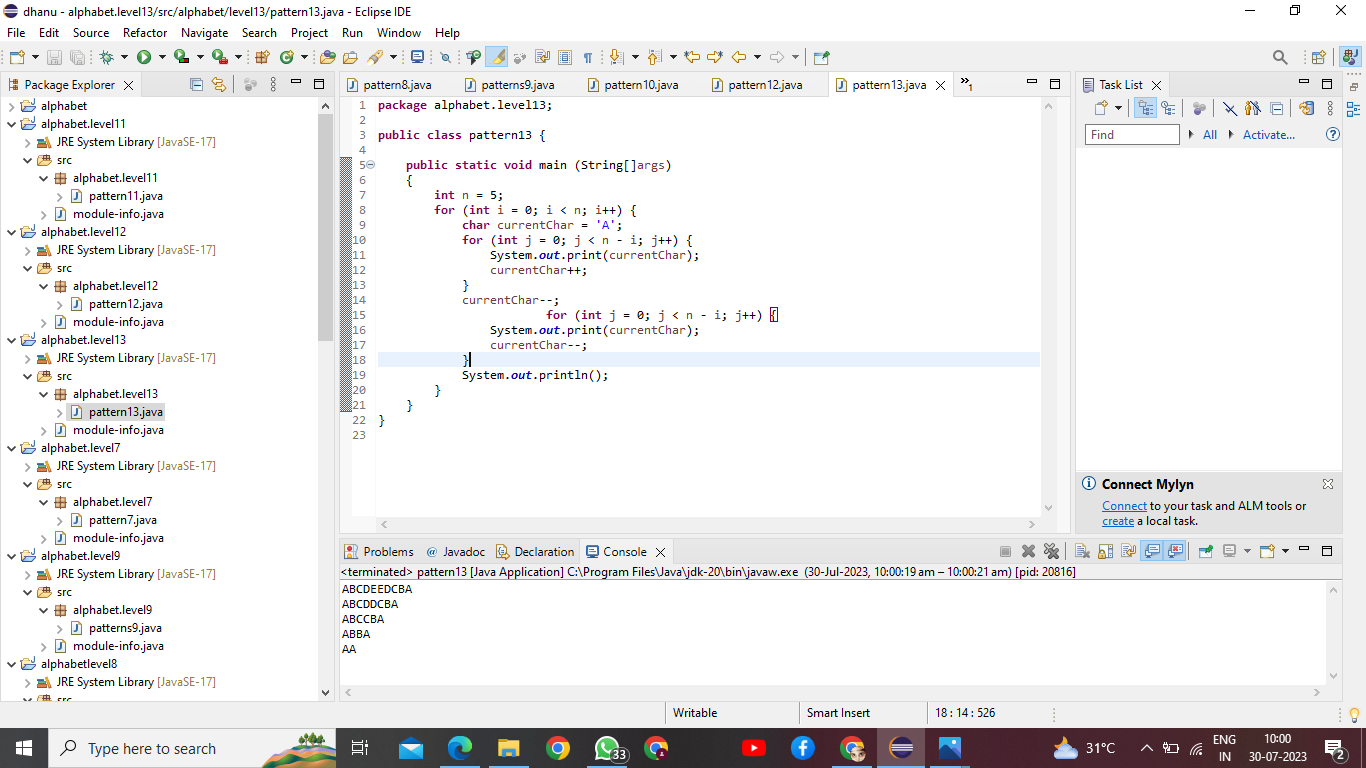 dhanu - alphabet.level13/src/alphabet/level13/pattern13.java - Eclipse IDE
File Edit Source Refactor Navigate Search Project Run Window Help
Package Explorer
alphabet
alphabet.level11
JRE System Library [JavaSE-17]
src
alphabet.level11
pattern11.java
module-info.java
alphabet.level12
JRE System Library [JavaSE-17]
src
alphabet.level12
pattern12.java
module-info.java
alphabet.level13
JRE System Library [JavaSE-17]
src
alphabet.level13
pattern13.java
module-info.java
alphabet.level7
JRE System Library [JavaSE-17]
src
alphabet.level7
pattern7.java
module-info.java
alphabet.level9
JRE System Library [JavaSE-17]
src
alphabet.level9
patterns9.java
module-info.java
alphabetlevel8
JRE System Library [JavaSE-17]
src
pattern8.java patterns9.java pattern10.java pattern12.java pattern13.java »1
1 package alphabet.level13;
2
3 public class pattern13 {
4
5 public static void main (String[]args)
6 {
7 int n = 5;
8 for (int i = 0; i < n; i++) {
9 char currentChar = 'A';
10 for (int j = 0; j < n - i; j++) {
11 System.out.print(currentChar);
12 currentChar++;
13 }
14 currentChar--;
15 for (int j = 0; j < n - i; j++) {
16 System.out.print(currentChar);
17 currentChar--;
18 }
19 System.out.println();
20 }
21 }
22 }
23
Task List
Find All Activate...
Connect Mylyn
Connect to your task and ALM tools or
create a local task.
Problems @ Javadoc Declaration Console
<terminated> pattern13 [Java Application] C:\Program Files\Java\jdk-20\bin\javaw.exe (30-Jul-2023, 10:00:19 am – 10:00:21 am) [pid: 20816]
ABCDEEDCBA
ABCDDCBA
ABCCBA
ABBA
AA
Writable Smart Insert 18 : 14 : 526
Type here to search
33
31°C
ENG
IN
10:00
30-07-2023
2